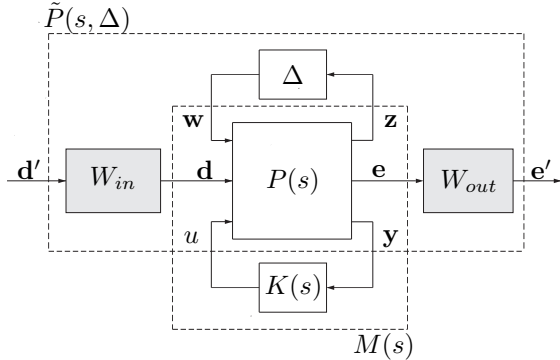 P̃(s, Δ)
Δ
w
z
d′
W_in
d
P(s)
e
W_out
e′
u
y
K(s)
M(s)